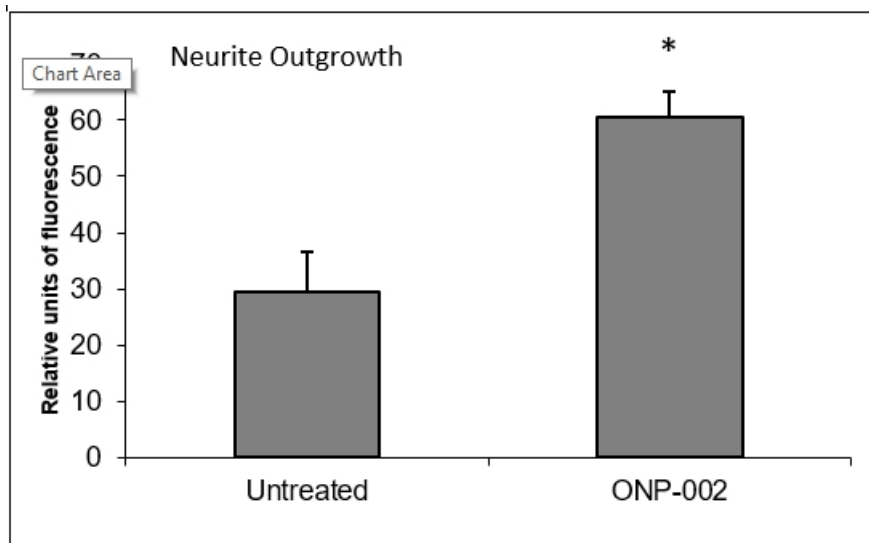 Neurite Outgrowth
*
Chart Area
Relative units of fluorescence
60
50
40
30
20
10
0
Untreated
ONP-002